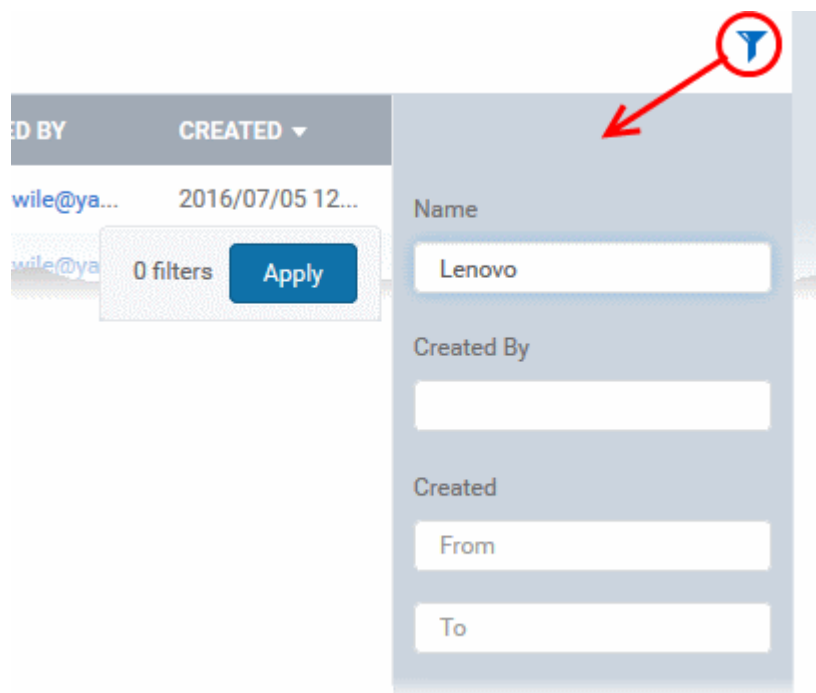 ED BY CREATED
wile@ya... 2016/07/05 12...
wile@ya
0 filters Apply
Name
Lenovo
Created By
Created
From
To